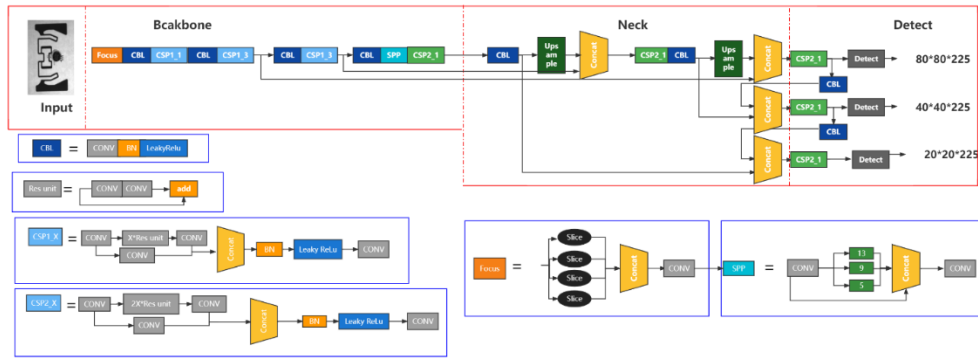 Bcakbone Neck Detect
Input
Focus CBL CSP1_1 CBL CSP1_3 CBL CSP1_3 CBL SPP CSP2_1 CBL Ups ample Concat CSP2_1 CBL Ups ample Concat CSP2_1 Detect 80*80*225
CBL
Concat CSP2_1 Detect 40*40*225
CBL
Concat CSP2_1 Detect 20*20*225
CBL = CONV BN LeakyRelu
Res unit = CONV CONV add
CSP1_X = CONV X*Res unit CONV
CONV
Concat BN Leaky ReLu CONV
CSP2_X = CONV 2X*Res unit CONV
CONV
Concat BN Leaky ReLu CONV
Focus = Slice
Slice
Slice
Slice
Concat CONV
SPP = CONV 13
9
5
Concat CONV